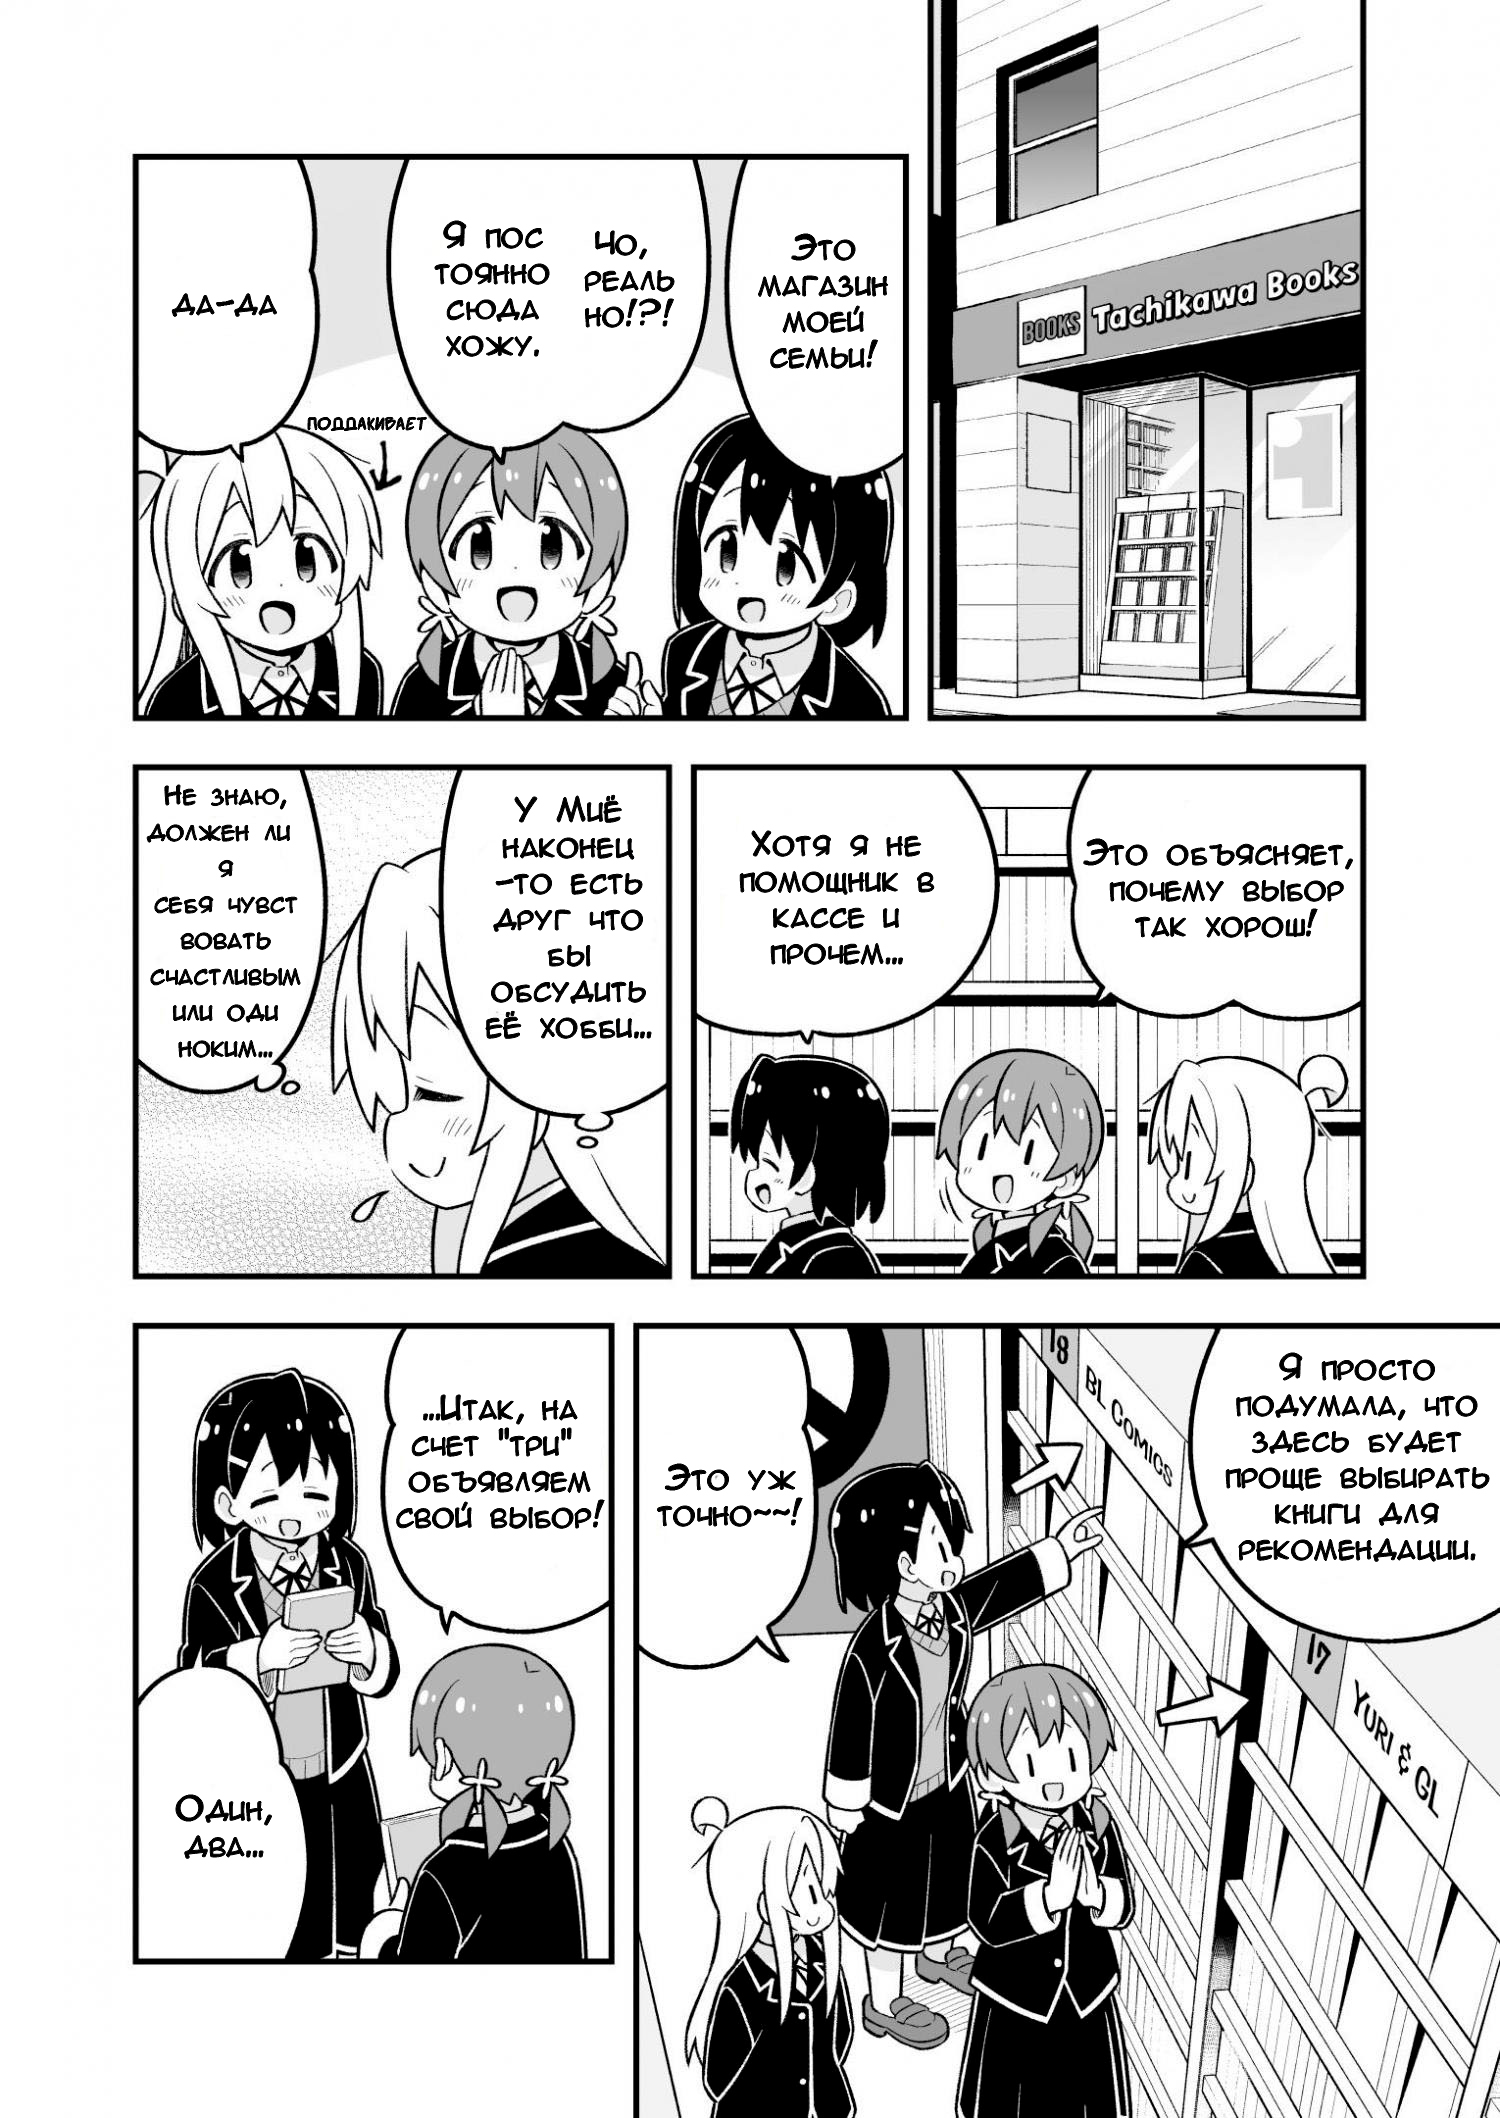 BOOKS Tachikawa Books
Это
магазин
моей
семьи!
Чо,
реаль
но!?!
Я пос
тоянно
сюда
хожу.
поддакивает
да-да
Это объясняет,
почему выбор
так хорош!
Хотя я не
помощник в
кассе и
прочем...
У Миё
наконец
-то есть
друг что
бы
обсудить
её хобби...
Не знаю,
должен ли
я
себя чувст
вовать
счастливым
или оди
ноким...
Я просто
подумала, что
здесь будет
проще выбирать
книги для
рекомендации.
18
BL COMICS
17
YURI & GL
Это уж
точно~~!
...Итак, на
счет "три"
объявляем
свой выбор!
Один,
два...